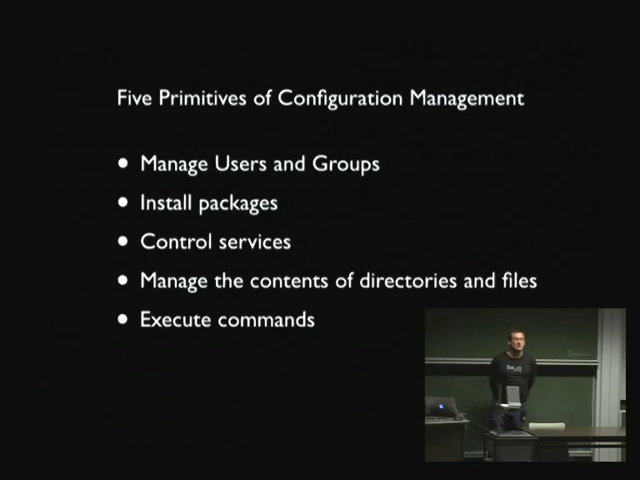 Five Primitives of Configuration Management
• Manage Users and Groups
• Install packages
• Control services
• Manage the contents of directories and files
• Execute commands